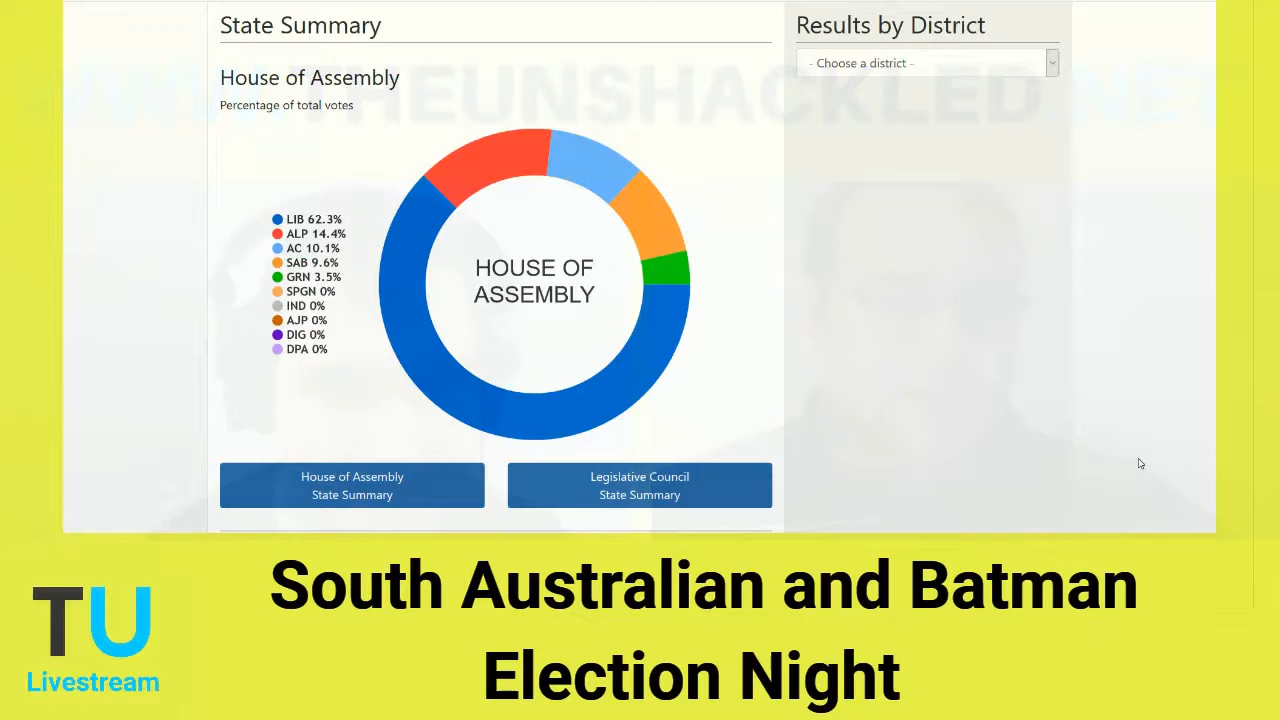 State Summary
Results by District
- Choose a district -
House of Assembly
Percentage of total votes
WWW.THEUNSHACKLED.NET
LIB 62.3%
ALP 14.4%
AC 10.1%
SAB 9.6%
GRN 3.5%
SPGN 0%
IND 0%
AJP 0%
DIG 0%
DPA 0%
HOUSE OF
ASSEMBLY
House of Assembly
State Summary
Legislative Council
State Summary
South Australian and Batman
Election Night
TU
Livestream